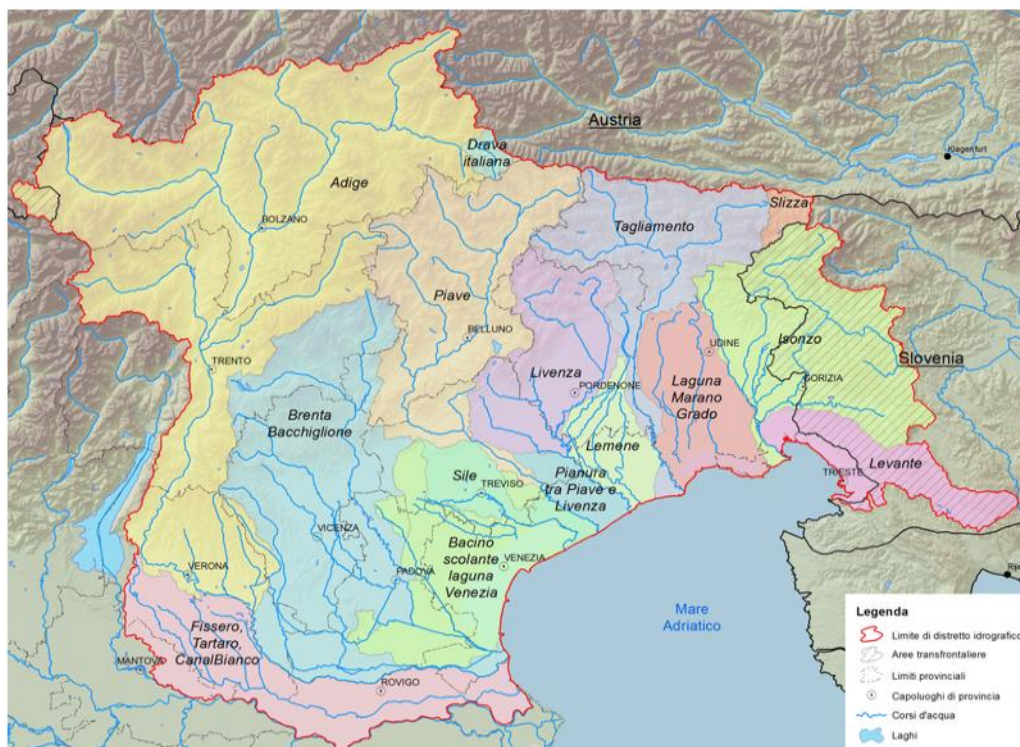 Austria
Klagenfurt
Drava
italiana
Adige
Slizza
BOLZANO
Tagliamento
Piave
BELLUNO
Isonzo
UDINE
Slovenia
TRENTO
Livenza
GORIZIA
PORDENONE
Laguna
Marano
Grado
Brenta
Bacchiglione
Lemene
Levante
TRIESTE
Sile
TREVISO
Pianura
tra Piave e
Livenza
VICENZA
Bacino
scolante
laguna
Venezia
VENEZIA
PADOVA
VERONA
Fissero,
Tartaro,
CanalBianco
MANTOVA
ROVIGO
Mare
Adriatico
Rije
Legenda
Limite di distretto idrografico
Aree transfrontaliere
Limiti provinciali
Capoluoghi di provincia
Corsi d'acqua
Laghi